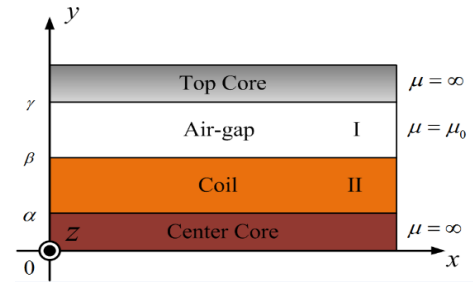 y
Top Core μ = ∞
γ
Air-gap I μ = μ₀
β
Coil II
α
Z Center Core μ = ∞
0 x